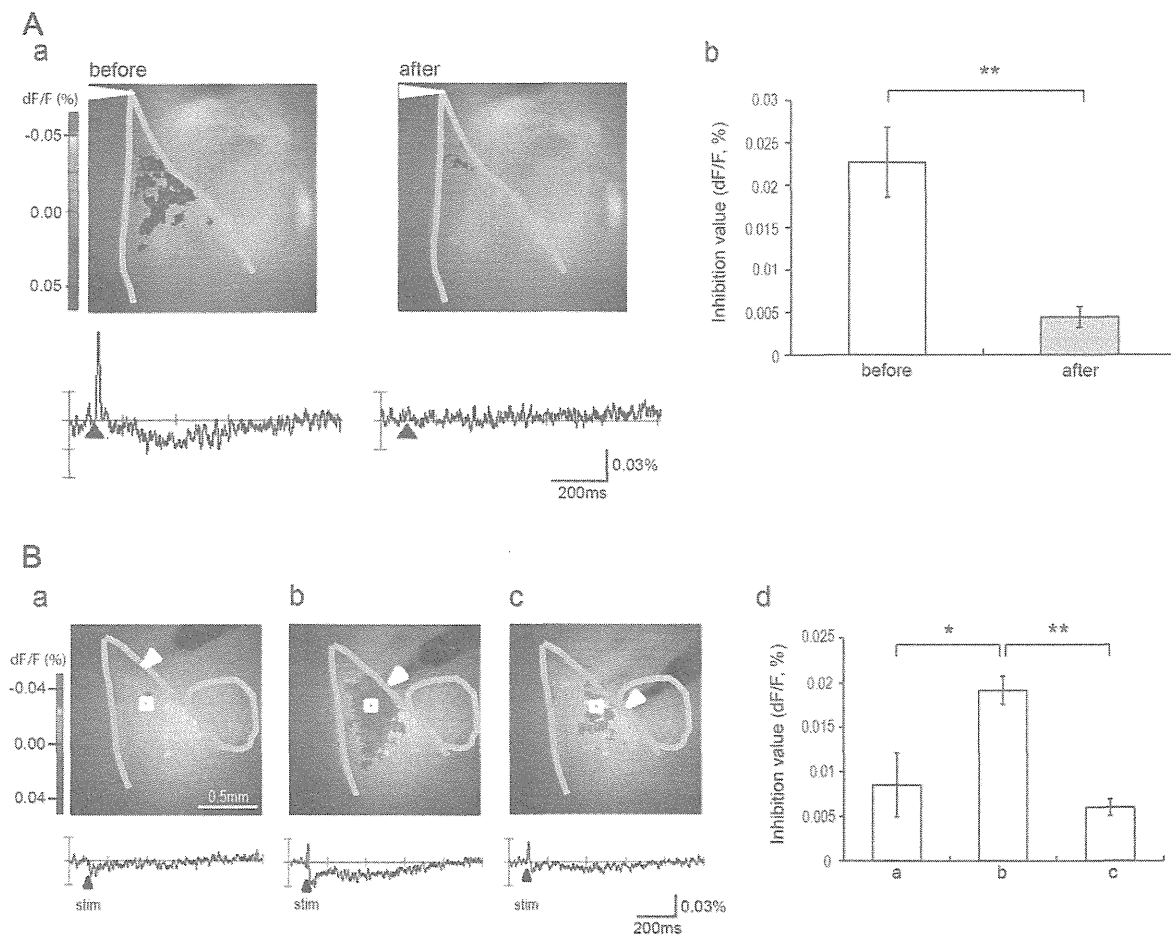 A
a
before
after
dF/F (%)
-0.05
0.00
0.05
0.03%
200ms
b
**
Inhibition value (dF/F, %)
0.03
0.025
0.02
0.015
0.01
0.005
0
before
after
B
a
b
c
dF/F (%)
-0.04
0.00
0.04
0.5mm
stim
stim
stim
0.03%
200ms
d
*
**
Inhibition value (dF/F, %)
0.025
0.02
0.015
0.01
0.005
0
a
b
c